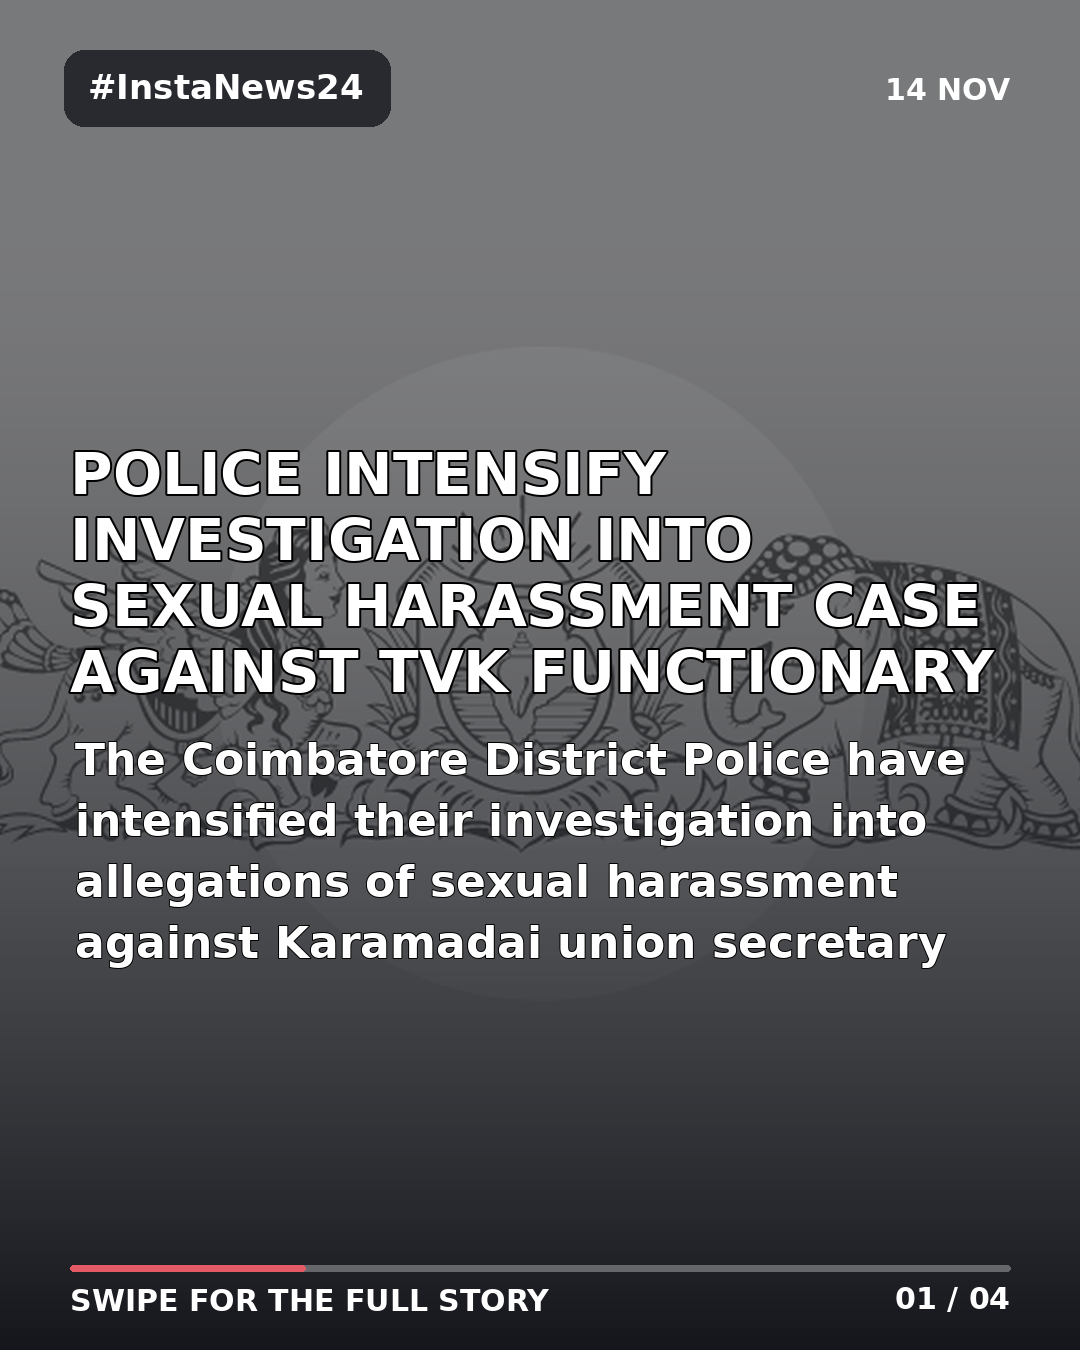 #InstaNews24
14 NOV
POLICE INTENSIFY
INVESTIGATION INTO
SEXUAL HARASSMENT CASE
AGAINST TVK FUNCTIONARY
The Coimbatore District Police have
intensified their investigation into
allegations of sexual harassment
against Karamadai union secretary
SWIPE FOR THE FULL STORY
01 / 04